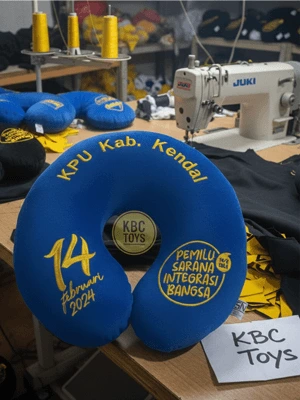 JUKI
KPU Kab. Kendal
KBC
TOYS
14
februari
2024
PEMILU
SARANA
INTEGRASI
BANGSA
KBC
TOYS